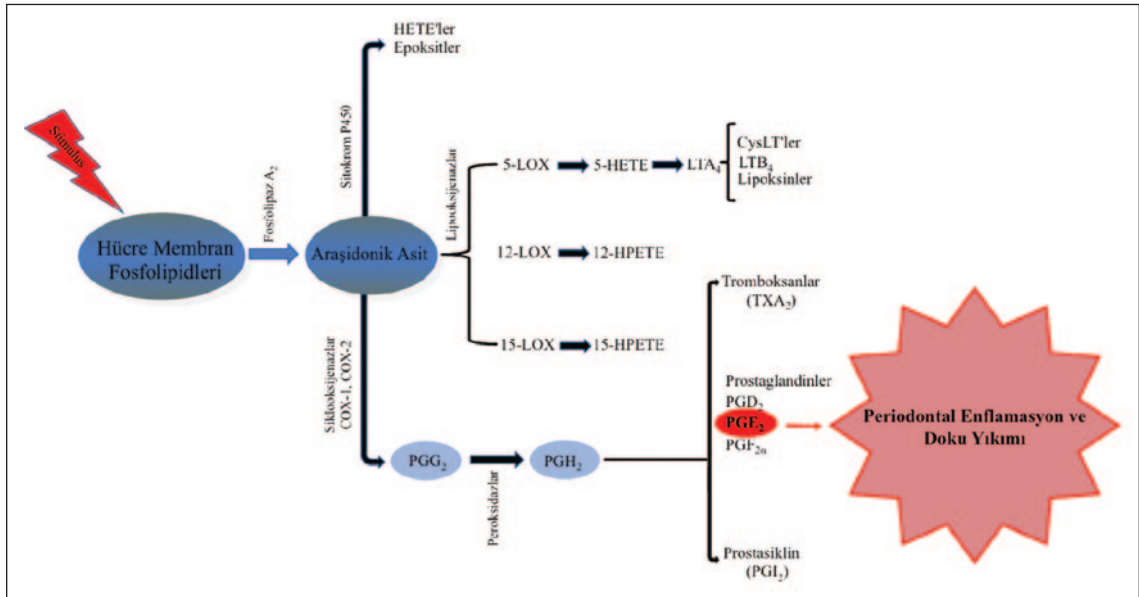 HETE'ler
Epoksitler
Sitokrom P450
Stimulus
Hücre Membran
Fosfolipidleri
Fosfolipaz A₂
Araşidonik Asit
Lipooksijenazlar
5-LOX
5-HETE
LTA₄
CysLT'ler
LTB₄
Lipoksinler
12-LOX
12-HPETE
15-LOX
15-HPETE
Siklooksijenazlar
COX-1, COX-2
PGG₂
Peroksidazlar
PGH₂
Tromboksanlar
(TXA₂)
Prostaglandinler
PGD₂
PGE₂
PGF₂α
Prostasiklin
(PGI₂)
Periodontal Enflamasyon ve
Doku Yıkımı